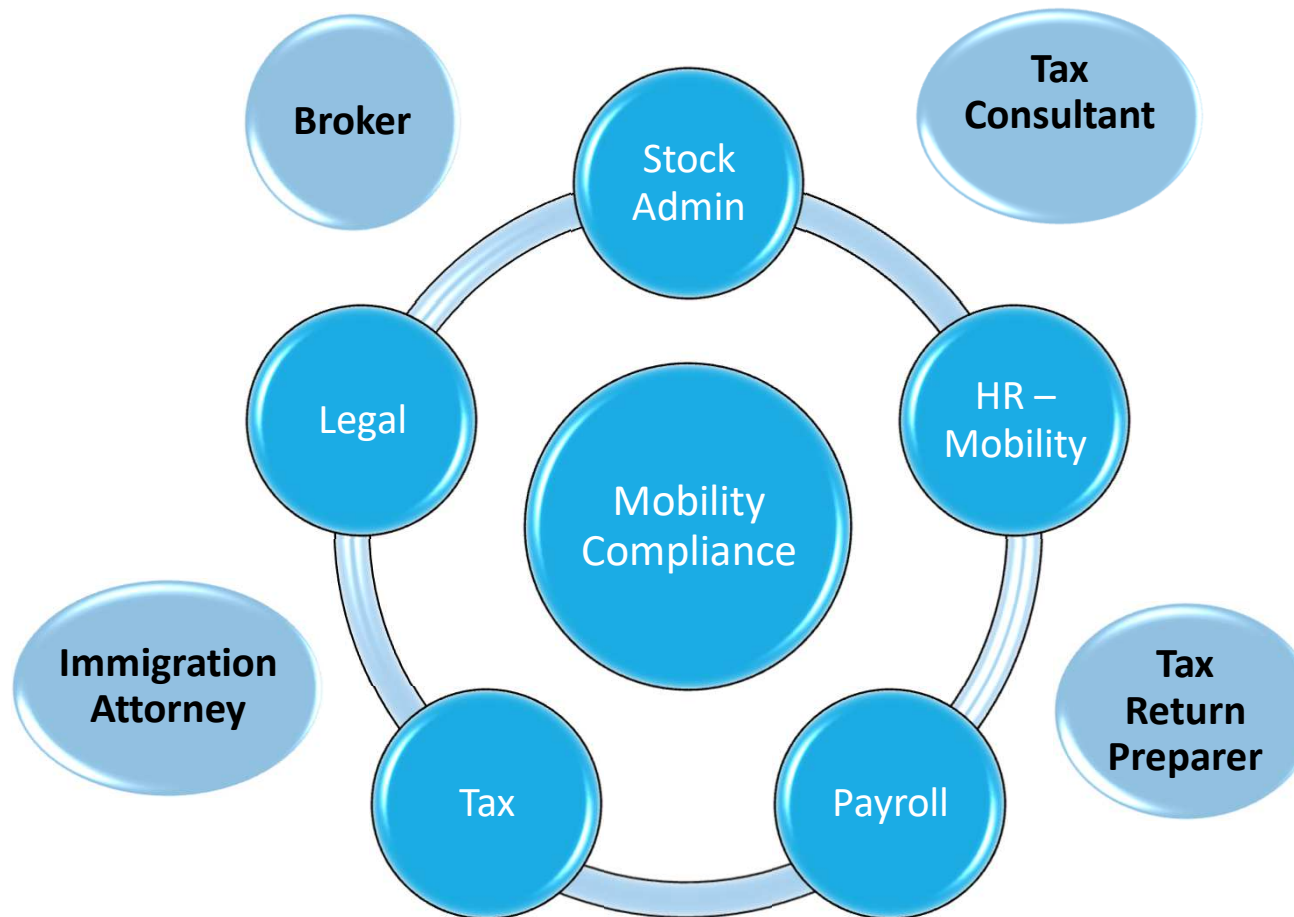 Broker
Tax
Consultant
Stock
Admin
Legal
HR –
Mobility
Mobility
Compliance
Immigration
Attorney
Tax
Return
Preparer
Tax
Payroll